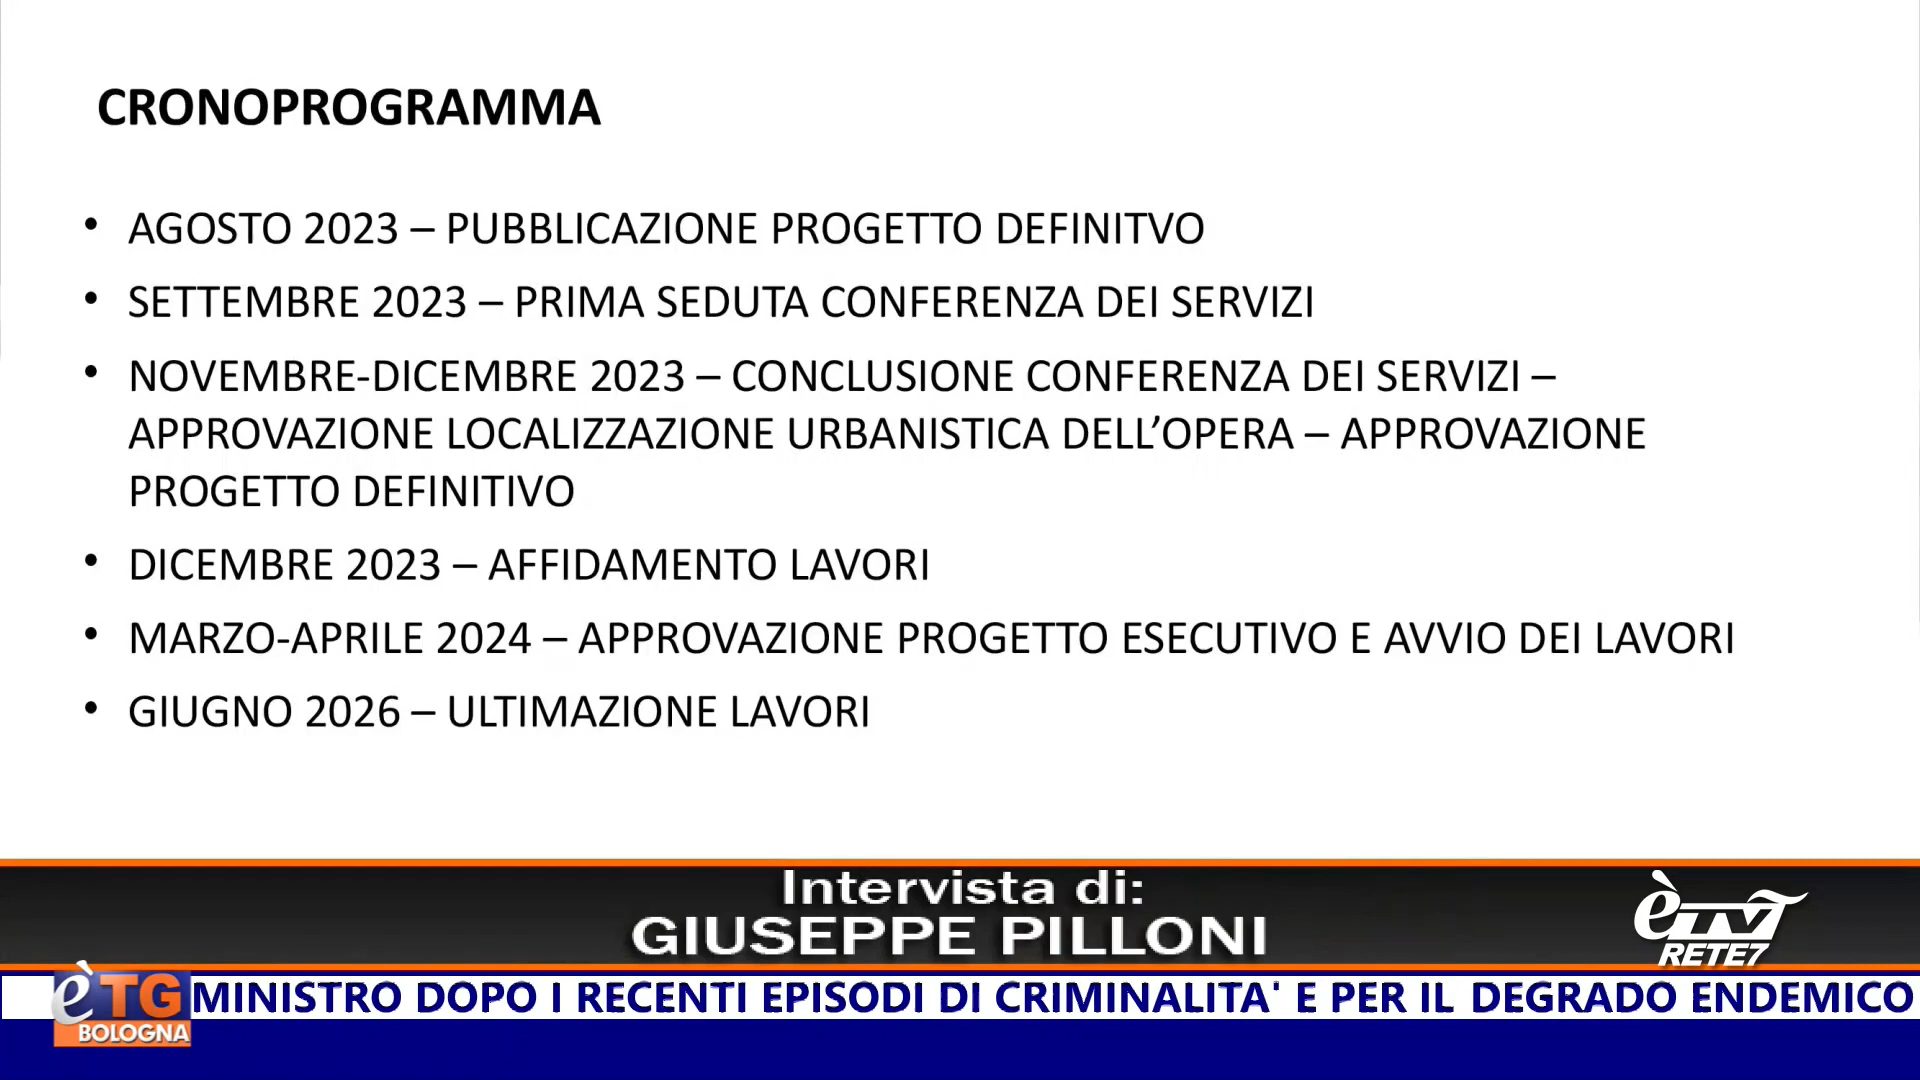 CRONOPROGRAMMA
• AGOSTO 2023 – PUBBLICAZIONE PROGETTO DEFINITVO
• SETTEMBRE 2023 – PRIMA SEDUTA CONFERENZA DEI SERVIZI
• NOVEMBRE-DICEMBRE 2023 – CONCLUSIONE CONFERENZA DEI SERVIZI –
APPROVAZIONE LOCALIZZAZIONE URBANISTICA DELL’OPERA – APPROVAZIONE
PROGETTO DEFINITIVO
• DICEMBRE 2023 – AFFIDAMENTO LAVORI
• MARZO-APRILE 2024 – APPROVAZIONE PROGETTO ESECUTIVO E AVVIO DEI LAVORI
• GIUGNO 2026 – ULTIMAZIONE LAVORI
Intervista di:
GIUSEPPE PILLONI
èTV
RETE7
èTG
BOLOGNA
MINISTRO DOPO I RECENTI EPISODI DI CRIMINALITA' E PER IL DEGRADO ENDEMICO